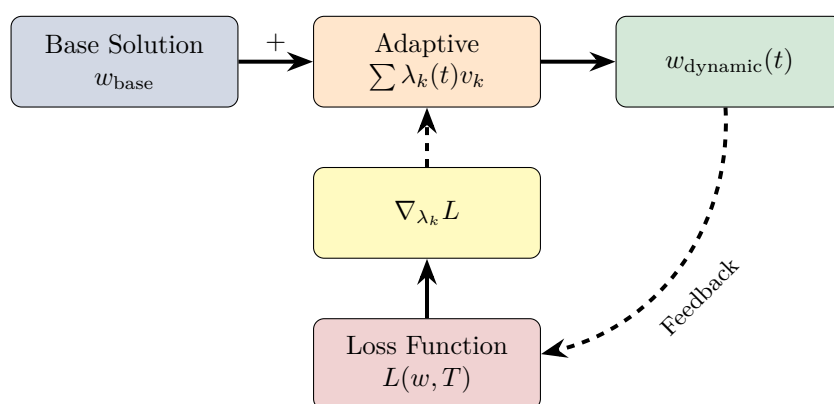 Base Solution
w_base
+
Adaptive
∑ λ_k(t)v_k
w_dynamic(t)
∇_{λ_k} L
Feedback
Loss Function
L(w, T)